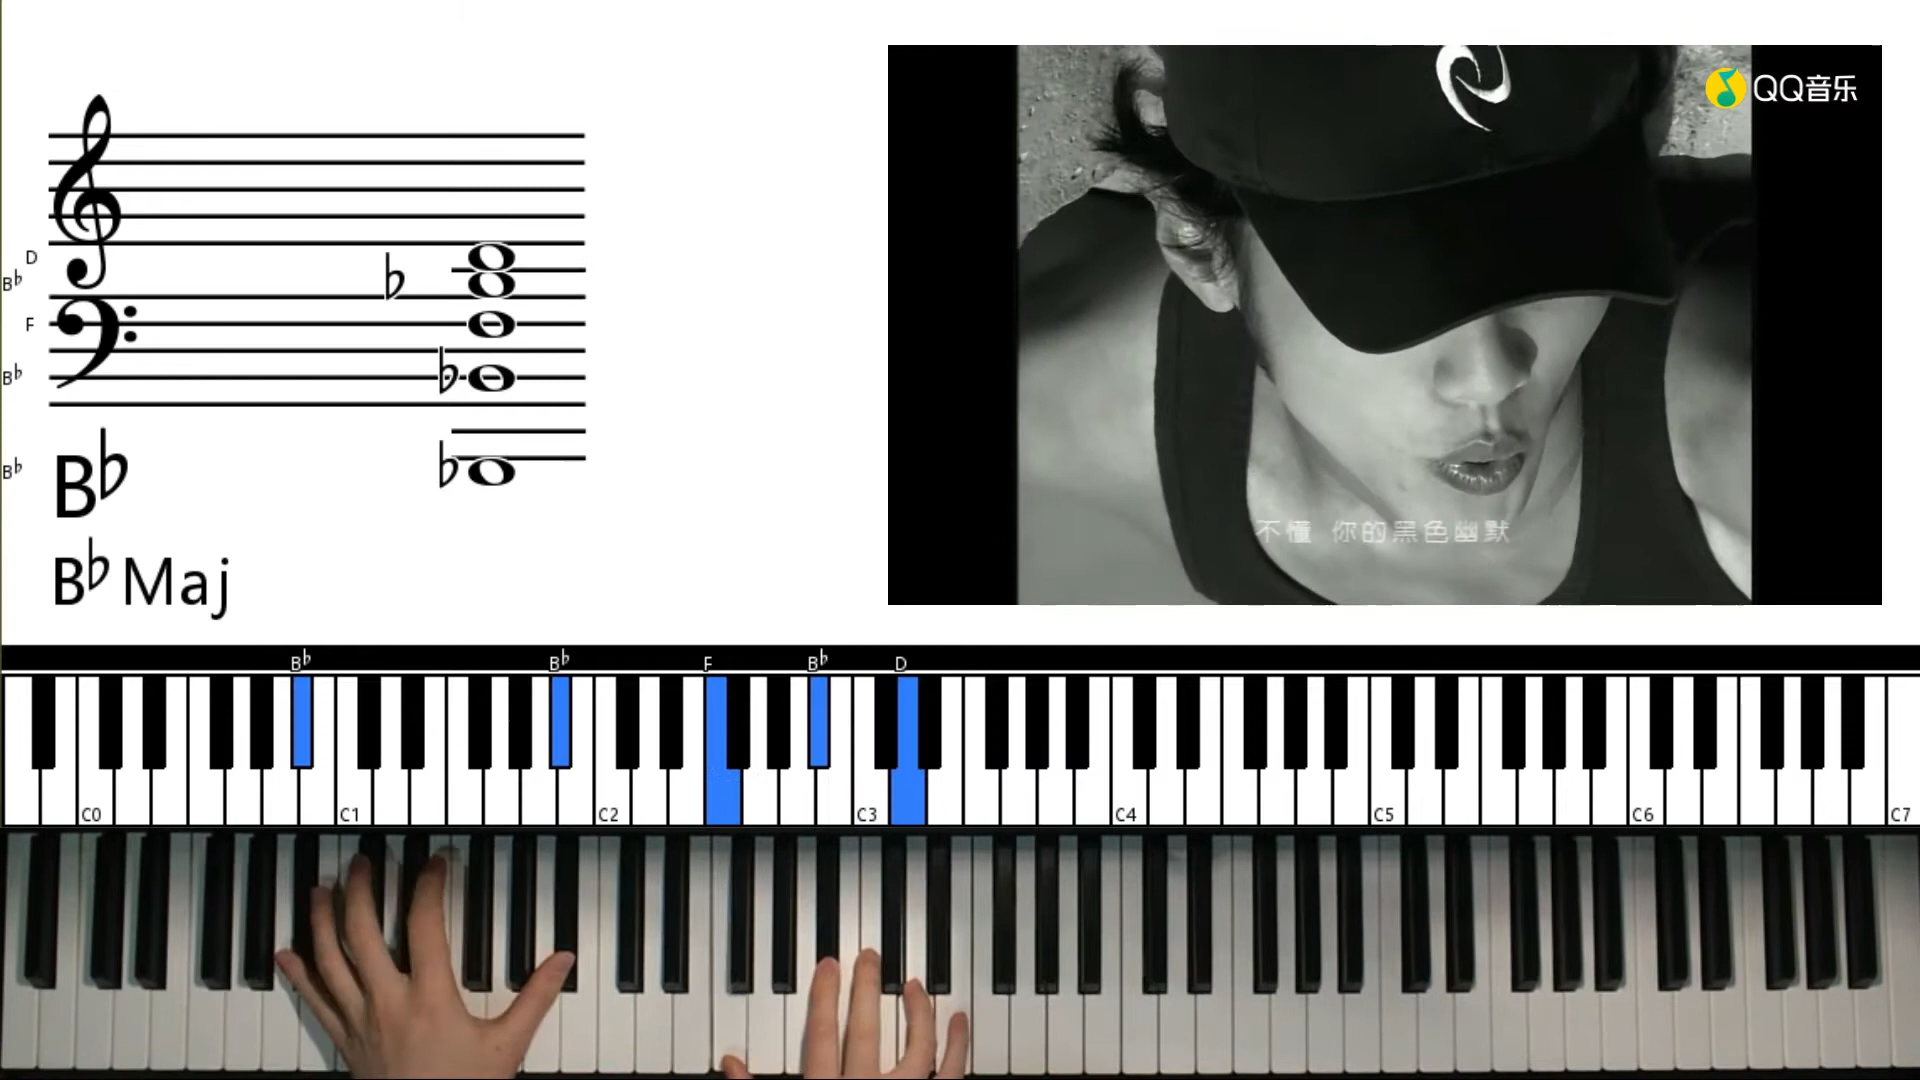 QQ音乐
D
B♭
F
B♭
B♭
B♭
B♭ Maj
不懂 你的黑色幽默
B♭ B♭ F B♭ D
C0 C1 C2 C3 C4 C5 C6 C7